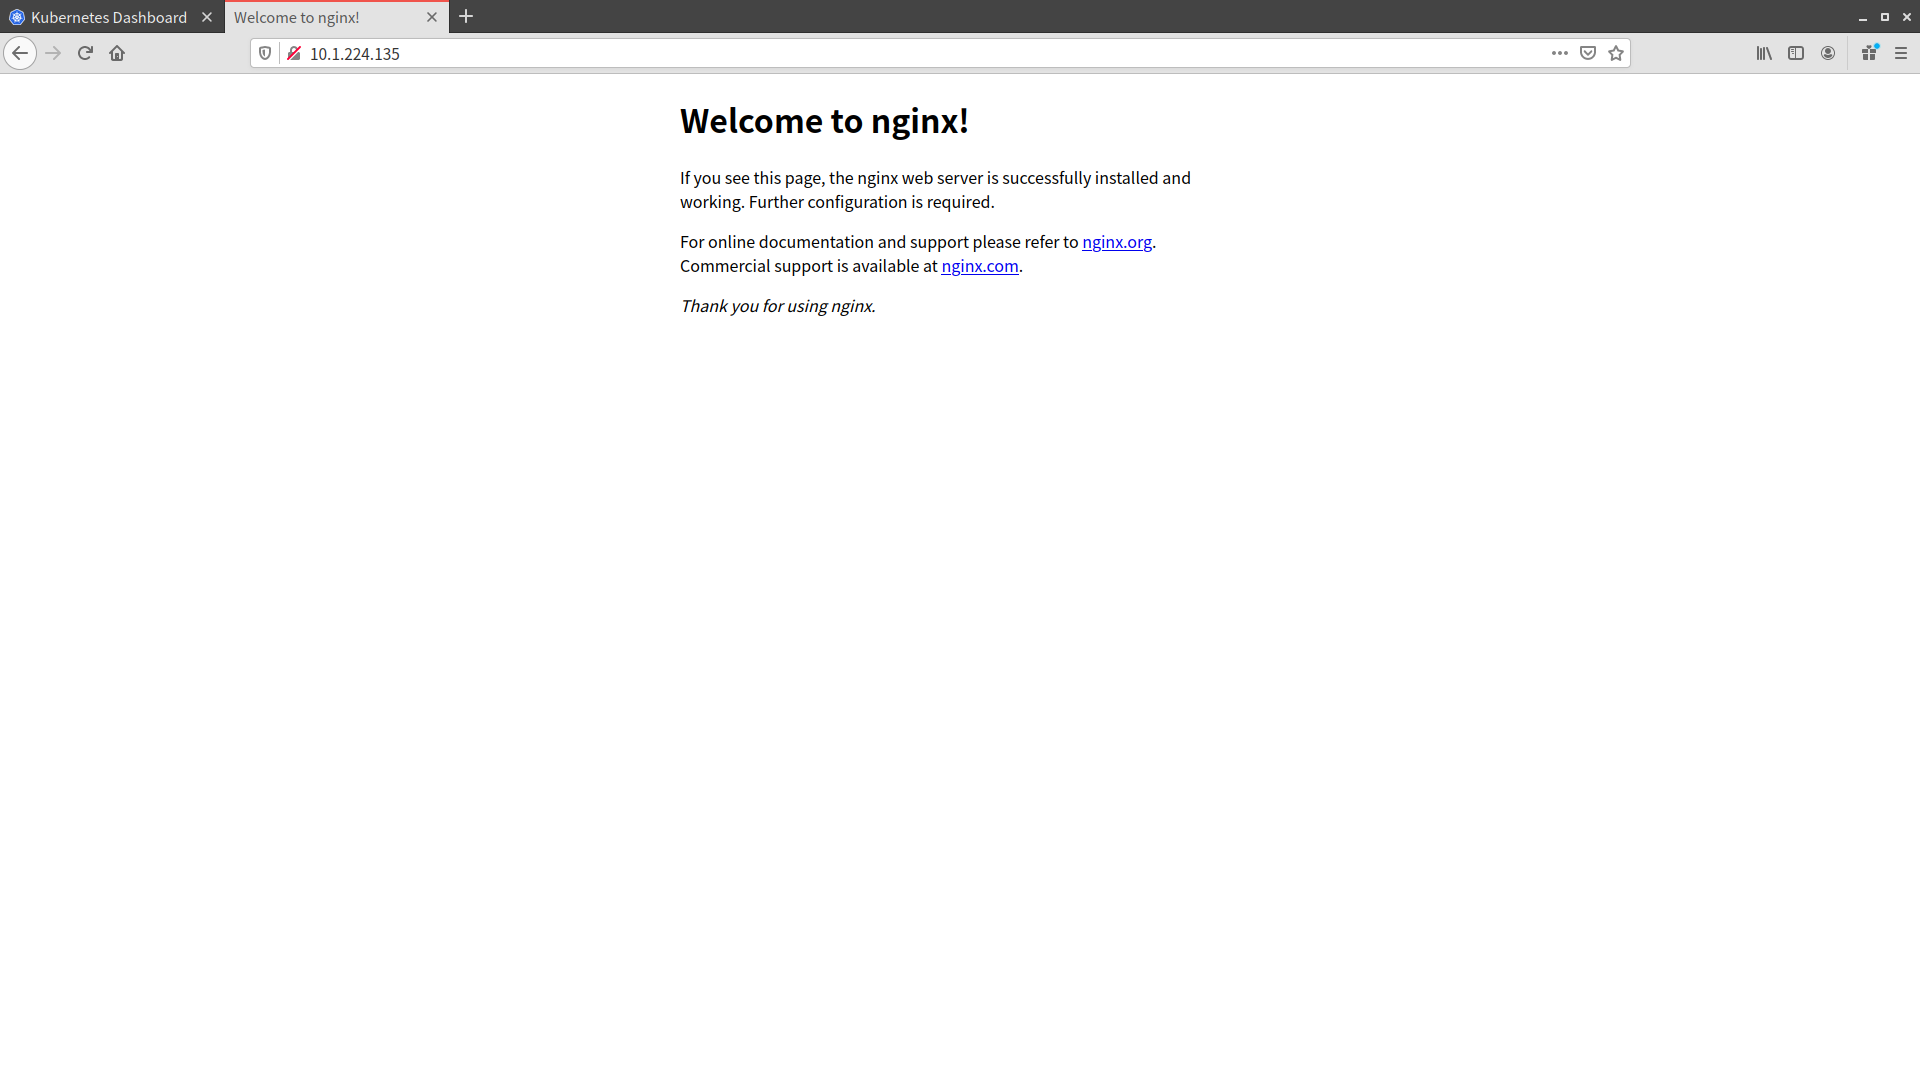 Kubernetes Dashboard
Welcome to nginx!
10.1.224.135
Welcome to nginx!
If you see this page, the nginx web server is successfully installed and
working. Further configuration is required.
For online documentation and support please refer to nginx.org.
Commercial support is available at nginx.com.
Thank you for using nginx.